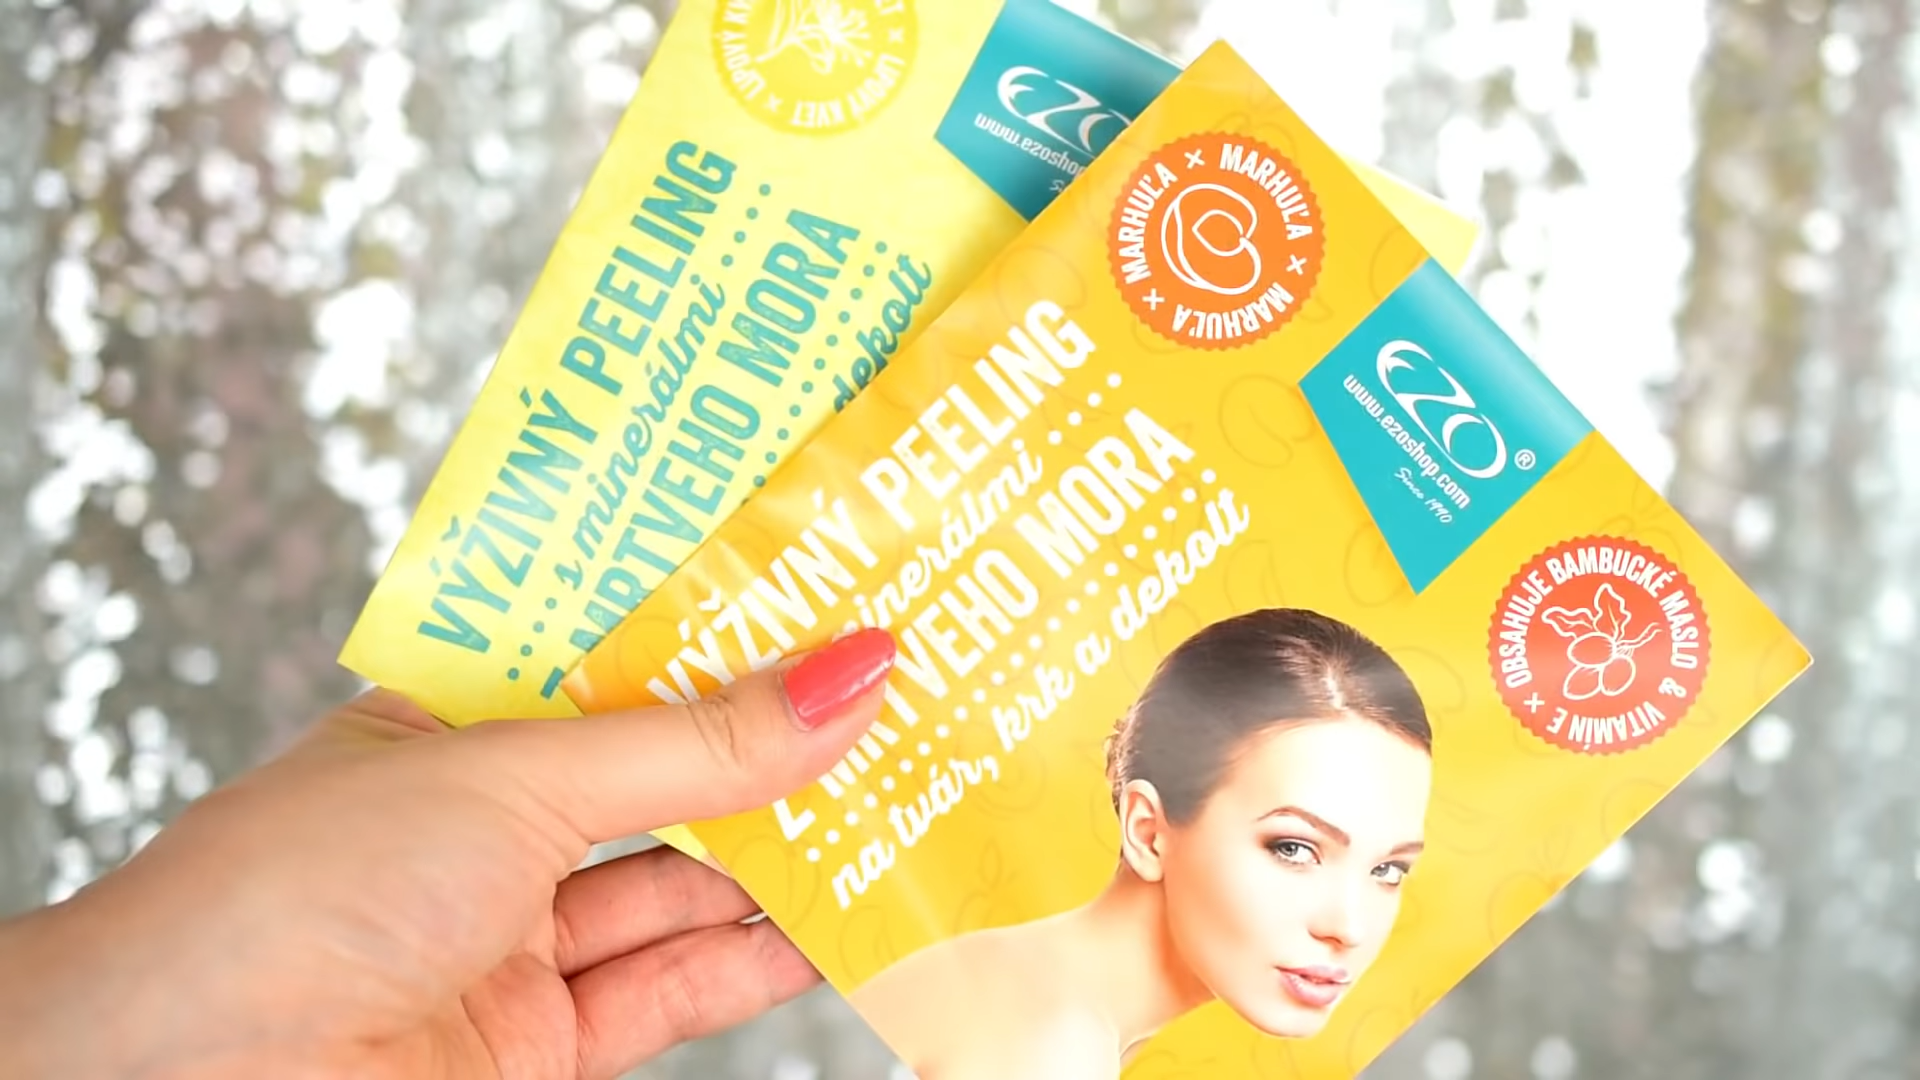 LIPOVÝ KVET × LIPOVÝ
EZO
www.ezoshop
VÝŽIVNÝ PEELING
s minerálmi
MŔTVEHO MORA
dekolt
MARHUĽA × MARHUĽA × MARHUĽA ×
EZO®
www.ezoshop.com
Since 1990
VÝŽIVNÝ PEELING
minerálmi
Z MŔTVEHO MORA
na tvár, krk a dekolt
OBSAHUJE BAMBUCKÉ MASLO & VITAMÍN E ×